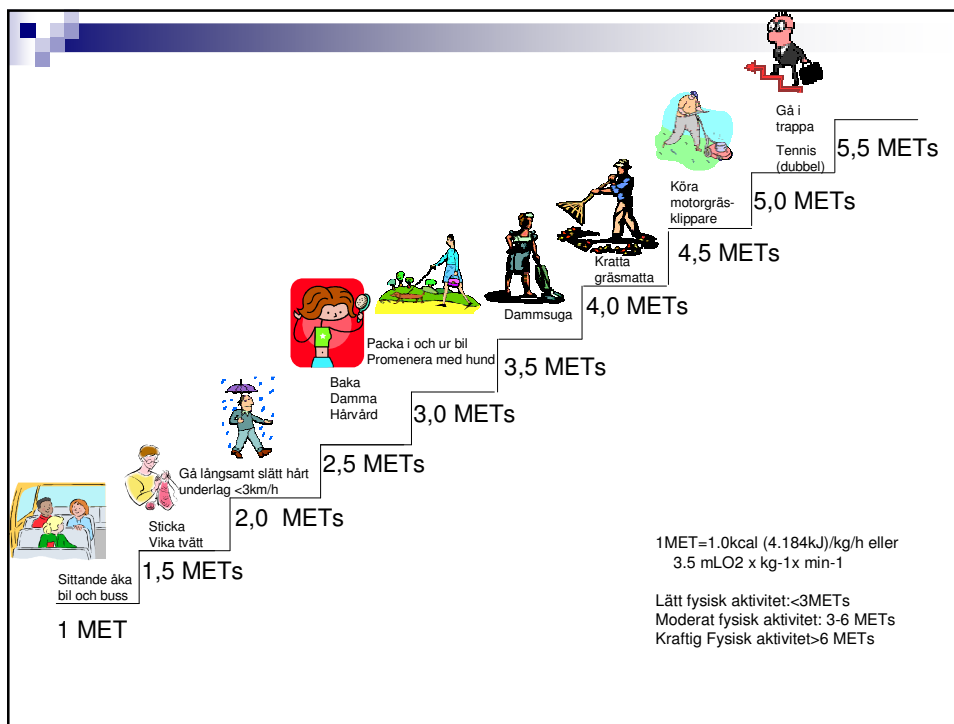 Sittande åka
bil och buss
1 MET
Sticka
Vika tvätt
1,5 METs
Gå långsamt slätt hårt
underlag <3km/h
2,0 METs
Baka
Damma
Hårvård
2,5 METs
Packa i och ur bil
Promenera med hund
3,0 METs
Dammsuga
3,5 METs
Kratta
gräsmatta
4,0 METs
Köra
motorgräs-
klippare
4,5 METs
Gå i
trappa
Tennis
(dubbel)
5,0 METs
5,5 METs
1MET=1.0kcal (4.184kJ)/kg/h eller
3.5 mLO2 x kg-1x min-1
Lätt fysisk aktivitet:<3METs
Moderat fysisk aktivitet: 3-6 METs
Kraftig Fysisk aktivitet>6 METs